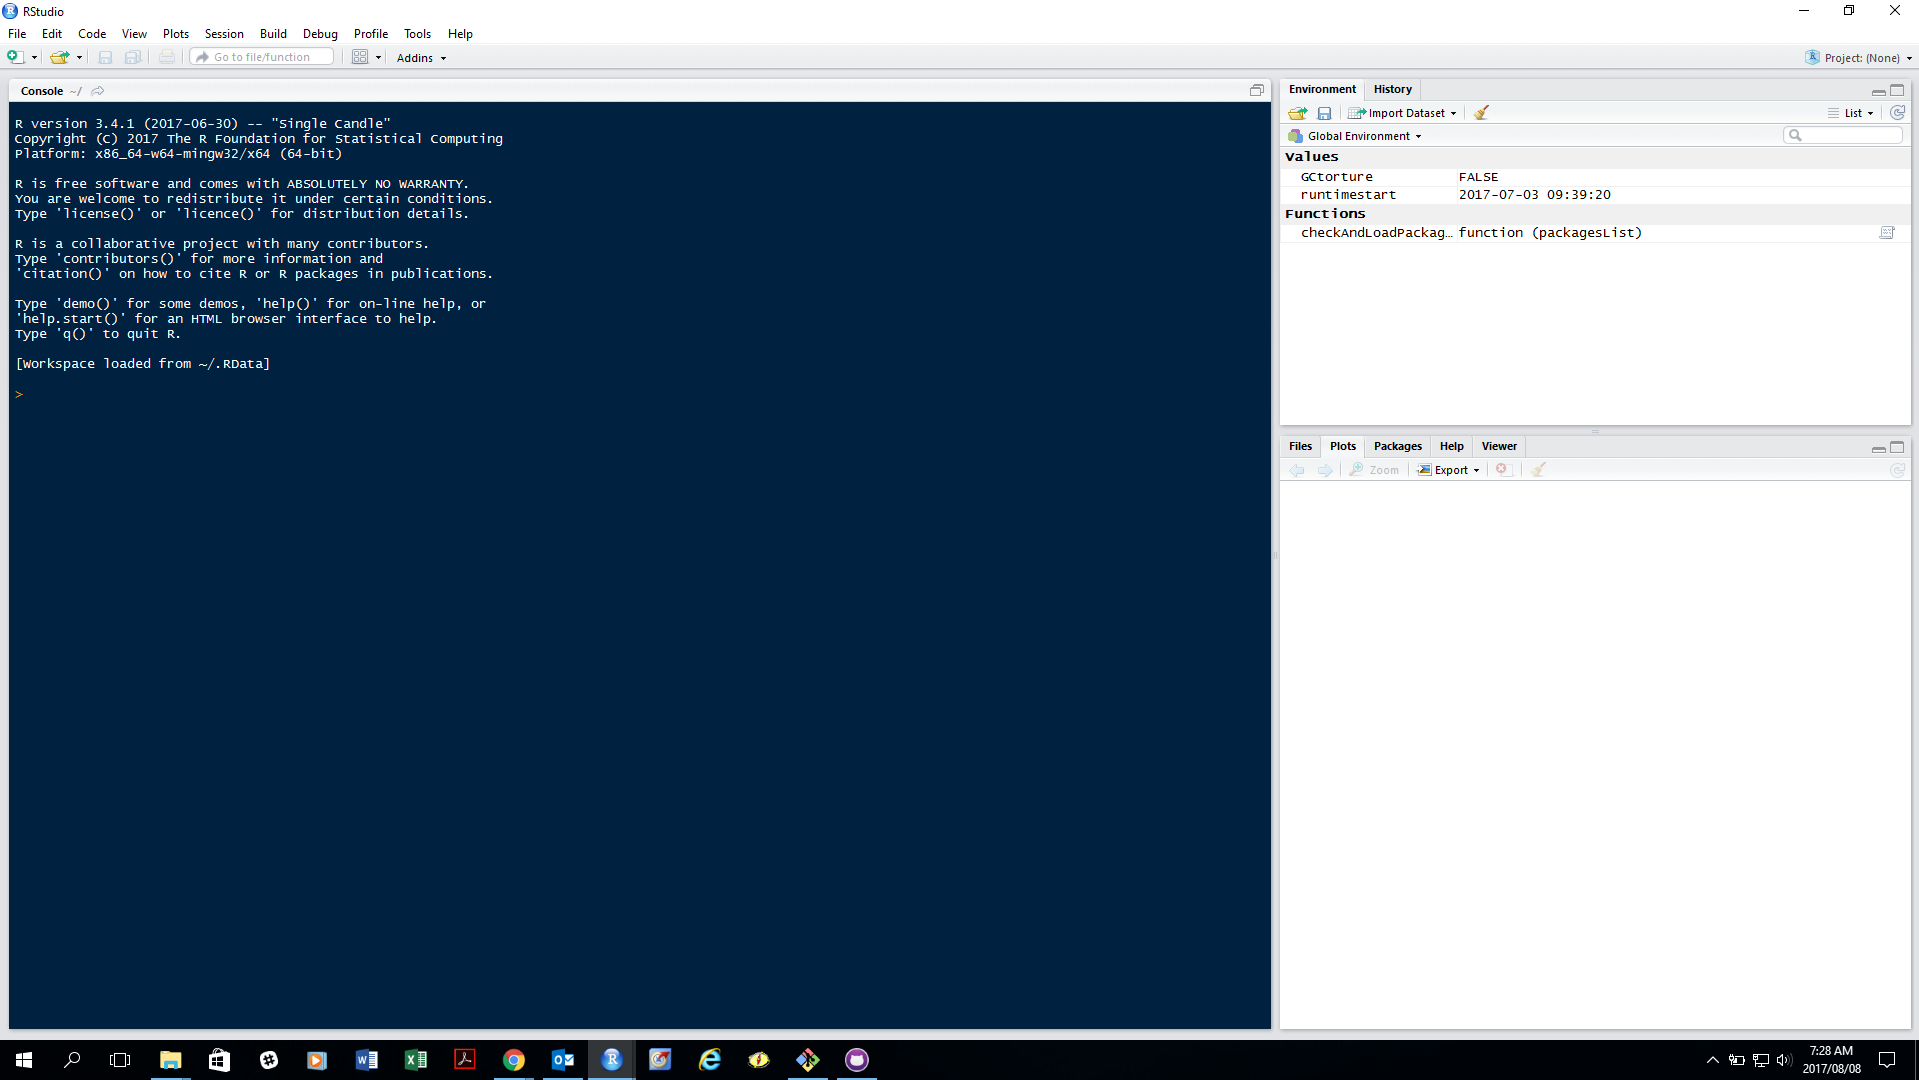 RStudio
File Edit Code View Plots Session Build Debug Profile Tools Help
Go to file/function Addins Project: (None)
Console ~/
R version 3.4.1 (2017-06-30) -- "Single Candle"
Copyright (C) 2017 The R Foundation for Statistical Computing
Platform: x86_64-w64-mingw32/x64 (64-bit)
R is free software and comes with ABSOLUTELY NO WARRANTY.
You are welcome to redistribute it under certain conditions.
Type 'license()' or 'licence()' for distribution details.
R is a collaborative project with many contributors.
Type 'contributors()' for more information and
'citation()' on how to cite R or R packages in publications.
Type 'demo()' for some demos, 'help()' for on-line help, or
'help.start()' for an HTML browser interface to help.
Type 'q()' to quit R.
[Workspace loaded from ~/.RData]
>
Environment History
Import Dataset List
Global Environment
Values
GCtorture FALSE
runtimestart 2017-07-03 09:39:20
Functions
checkAndLoadPackag... function (packagesList)
Files Plots Packages Help Viewer
Zoom Export
7:28 AM
2017/08/08